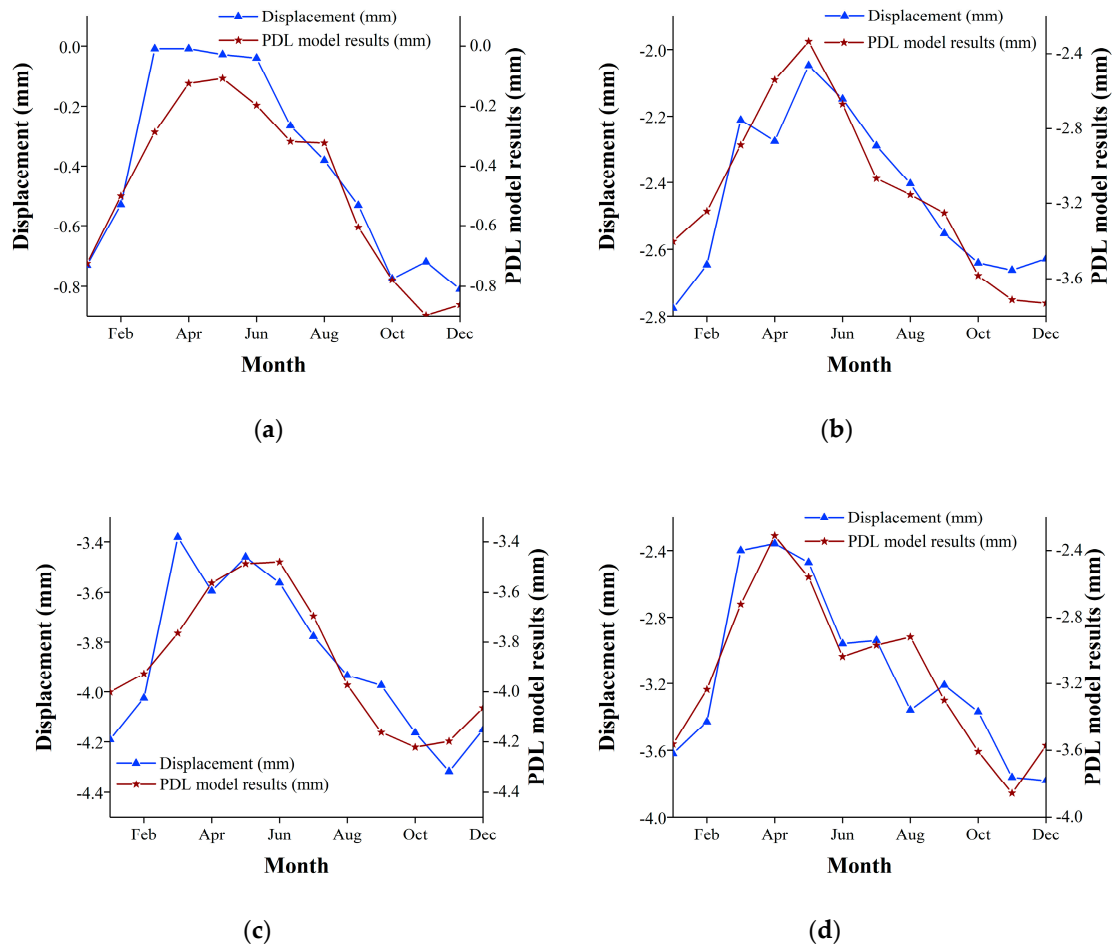 Displacement (mm)
PDL model results (mm)
0.0
-0.2
-0.4
-0.6
-0.8
Displacement (mm)
0.0
-0.2
-0.4
-0.6
-0.8
PDL model results (mm)
Feb Apr Jun Aug Oct Dec
Month
(a)
Displacement (mm)
PDL model results (mm)
-2.0
-2.2
-2.4
-2.6
-2.8
Displacement (mm)
-2.4
-2.8
-3.2
-3.6
PDL model results (mm)
Feb Apr Jun Aug Oct Dec
Month
(b)
-3.4
-3.6
-3.8
-4.0
-4.2
-4.4
Displacement (mm)
-3.4
-3.6
-3.8
-4.0
-4.2
-4.4
PDL model results (mm)
Displacement (mm)
PDL model results (mm)
Feb Apr Jun Aug Oct Dec
Month
(c)
Displacement (mm)
PDL model results (mm)
-2.4
-2.8
-3.2
-3.6
-4.0
Displacement (mm)
-2.4
-2.8
-3.2
-3.6
-4.0
PDL model results (mm)
Feb Apr Jun Aug Oct Dec
Month
(d)